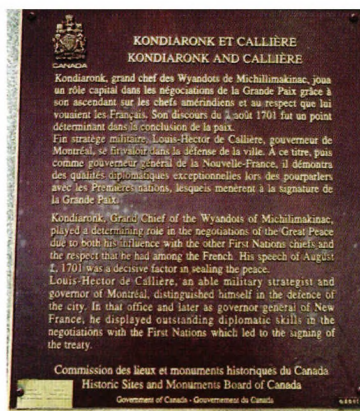 CANADA
KONDIARONK ET CALLIÈRE
KONDIARONK AND CALLIÈRE
Kondiaronk, grand chef des Wyandots de Michillimakinac, joua
un rôle capital dans les négociations de la Grande Paix grâce à
son ascendant sur les chefs amérindiens et au respect que lui
vouaient les Français. Son discours du août 1701 fut un point
déterminant dans la conclusion de la paix.
Fin stratège militaire, Louis-Hector de Callière, gouverneur de
Montréal, se fit valoir dans la défense de la ville. À ce titre, puis
comme gouverneur général de la Nouvelle-France, il démontra
des qualités diplomatiques exceptionnelles lors des pourparlers
avec les Premières nations, lesquels menèrent à la signature de
la Grande Paix.
Kondiaronk, Grand Chief of the Wyandots of Michilimakinac,
played a determining role in the negotiations of the Great Peace
due to both his influence with the other First Nations chiefs and
the respect that he had among the French. His speech of August
1701 was a decisive factor in sealing the peace.
Louis-Hector de Callière, an able military strategist and
governor of Montréal, distinguished himself in the defence of
the city. In that office and later as governor general of New
France, he displayed outstanding diplomatic skills in the
negotiations with the First Nations which led to the signing of
the treaty.
Commission des lieux et monuments historiques du Canada
Historic Sites and Monuments Board of Canada
Government of Canada - Gouvernement du Canada